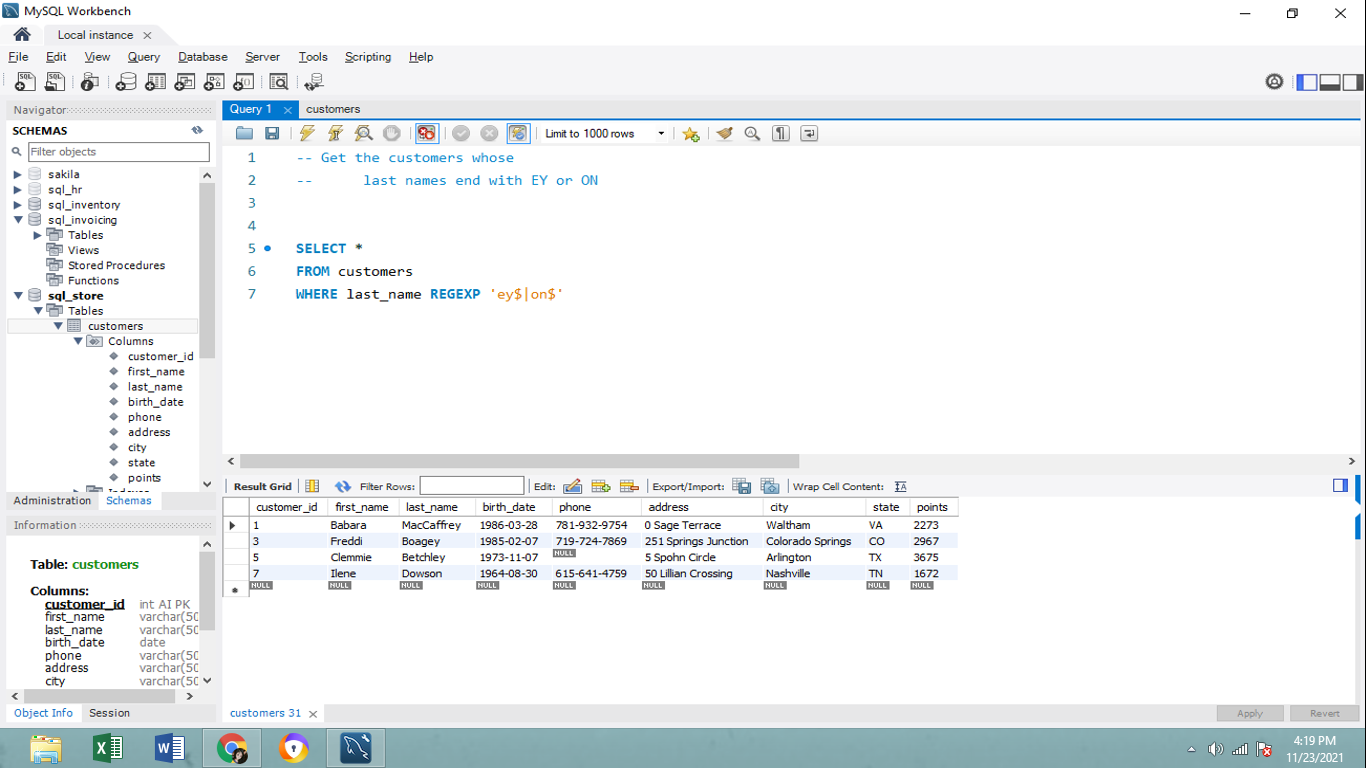 MySQL Workbench
Local instance
File Edit View Query Database Server Tools Scripting Help
Navigator
SCHEMAS
Filter objects
sakila
sql_hr
sql_inventory
sql_invoicing
Tables
Views
Stored Procedures
Functions
sql_store
Tables
customers
Columns
customer_id
first_name
last_name
birth_date
phone
address
city
state
points
Administration Schemas
Information
Table: customers
Columns:
customer_id int AI PK
first_name varchar(50
last_name varchar(50
birth_date date
phone varchar(50
address varchar(50
city varchar(50
Object Info Session
Query 1 customers
Limit to 1000 rows
1 -- Get the customers whose
2 -- last names end with EY or ON
3
4
5 SELECT *
6 FROM customers
7 WHERE last_name REGEXP 'ey$|on$'
Result Grid Filter Rows: Edit: Export/Import: Wrap Cell Content:
customer_id first_name last_name birth_date phone address city state points
1 Babara MacCaffrey 1986-03-28 781-932-9754 0 Sage Terrace Waltham VA 2273
3 Freddi Boagey 1985-02-07 719-724-7869 251 Springs Junction Colorado Springs CO 2967
5 Clemmie Betchley 1973-11-07 NULL 5 Spohn Circle Arlington TX 3675
7 Ilene Dowson 1964-08-30 615-641-4759 50 Lillian Crossing Nashville TN 1672
NULL NULL NULL NULL NULL NULL NULL NULL NULL
customers 31
Apply Revert
4:19 PM
11/23/2021